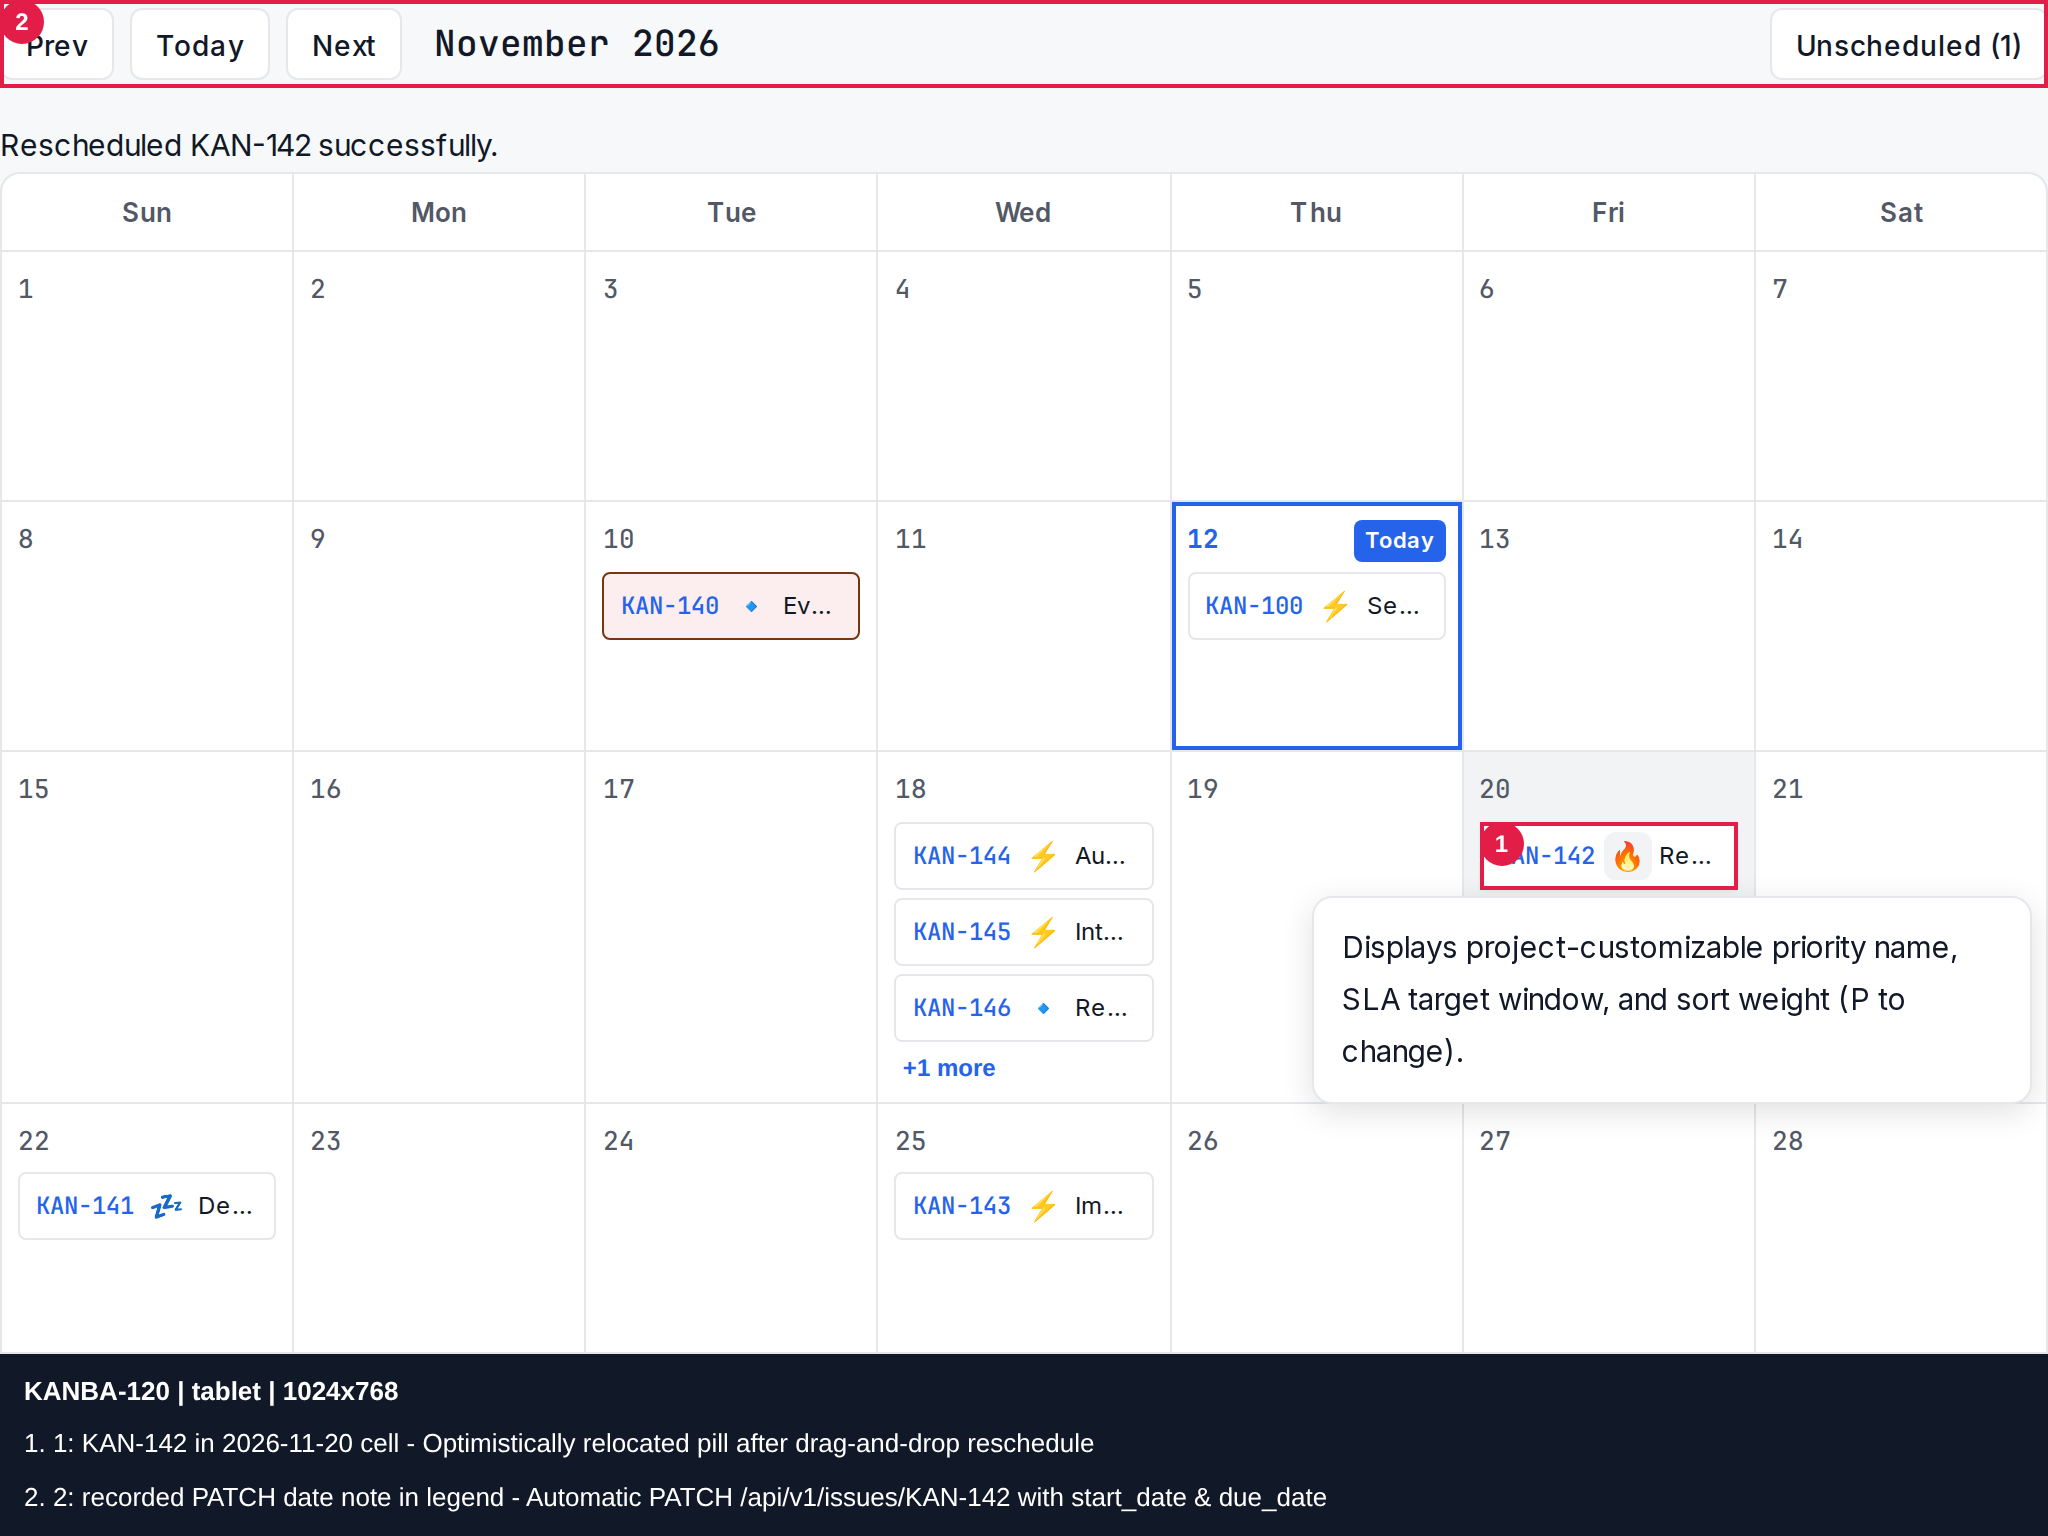 2
Prev
Today
Next
November 2026
Unscheduled (1)
Rescheduled KAN-142 successfully.
Sun Mon Tue Wed Thu Fri Sat
1 2 3 4 5 6 7
8 9 10 11 12 Today 13 14
KAN-140 Ev...
KAN-100 Se...
15 16 17 18 19 20 21
KAN-144 Au...
1
AN-142 Re...
KAN-145 Int...
KAN-146 Re...
+1 more
Displays project-customizable priority name,
SLA target window, and sort weight (P to
change).
22 23 24 25 26 27 28
KAN-141 De...
KAN-143 Im...
KANBA-120 | tablet | 1024x768
1. 1: KAN-142 in 2026-11-20 cell - Optimistically relocated pill after drag-and-drop reschedule
2. 2: recorded PATCH date note in legend - Automatic PATCH /api/v1/issues/KAN-142 with start_date & due_date